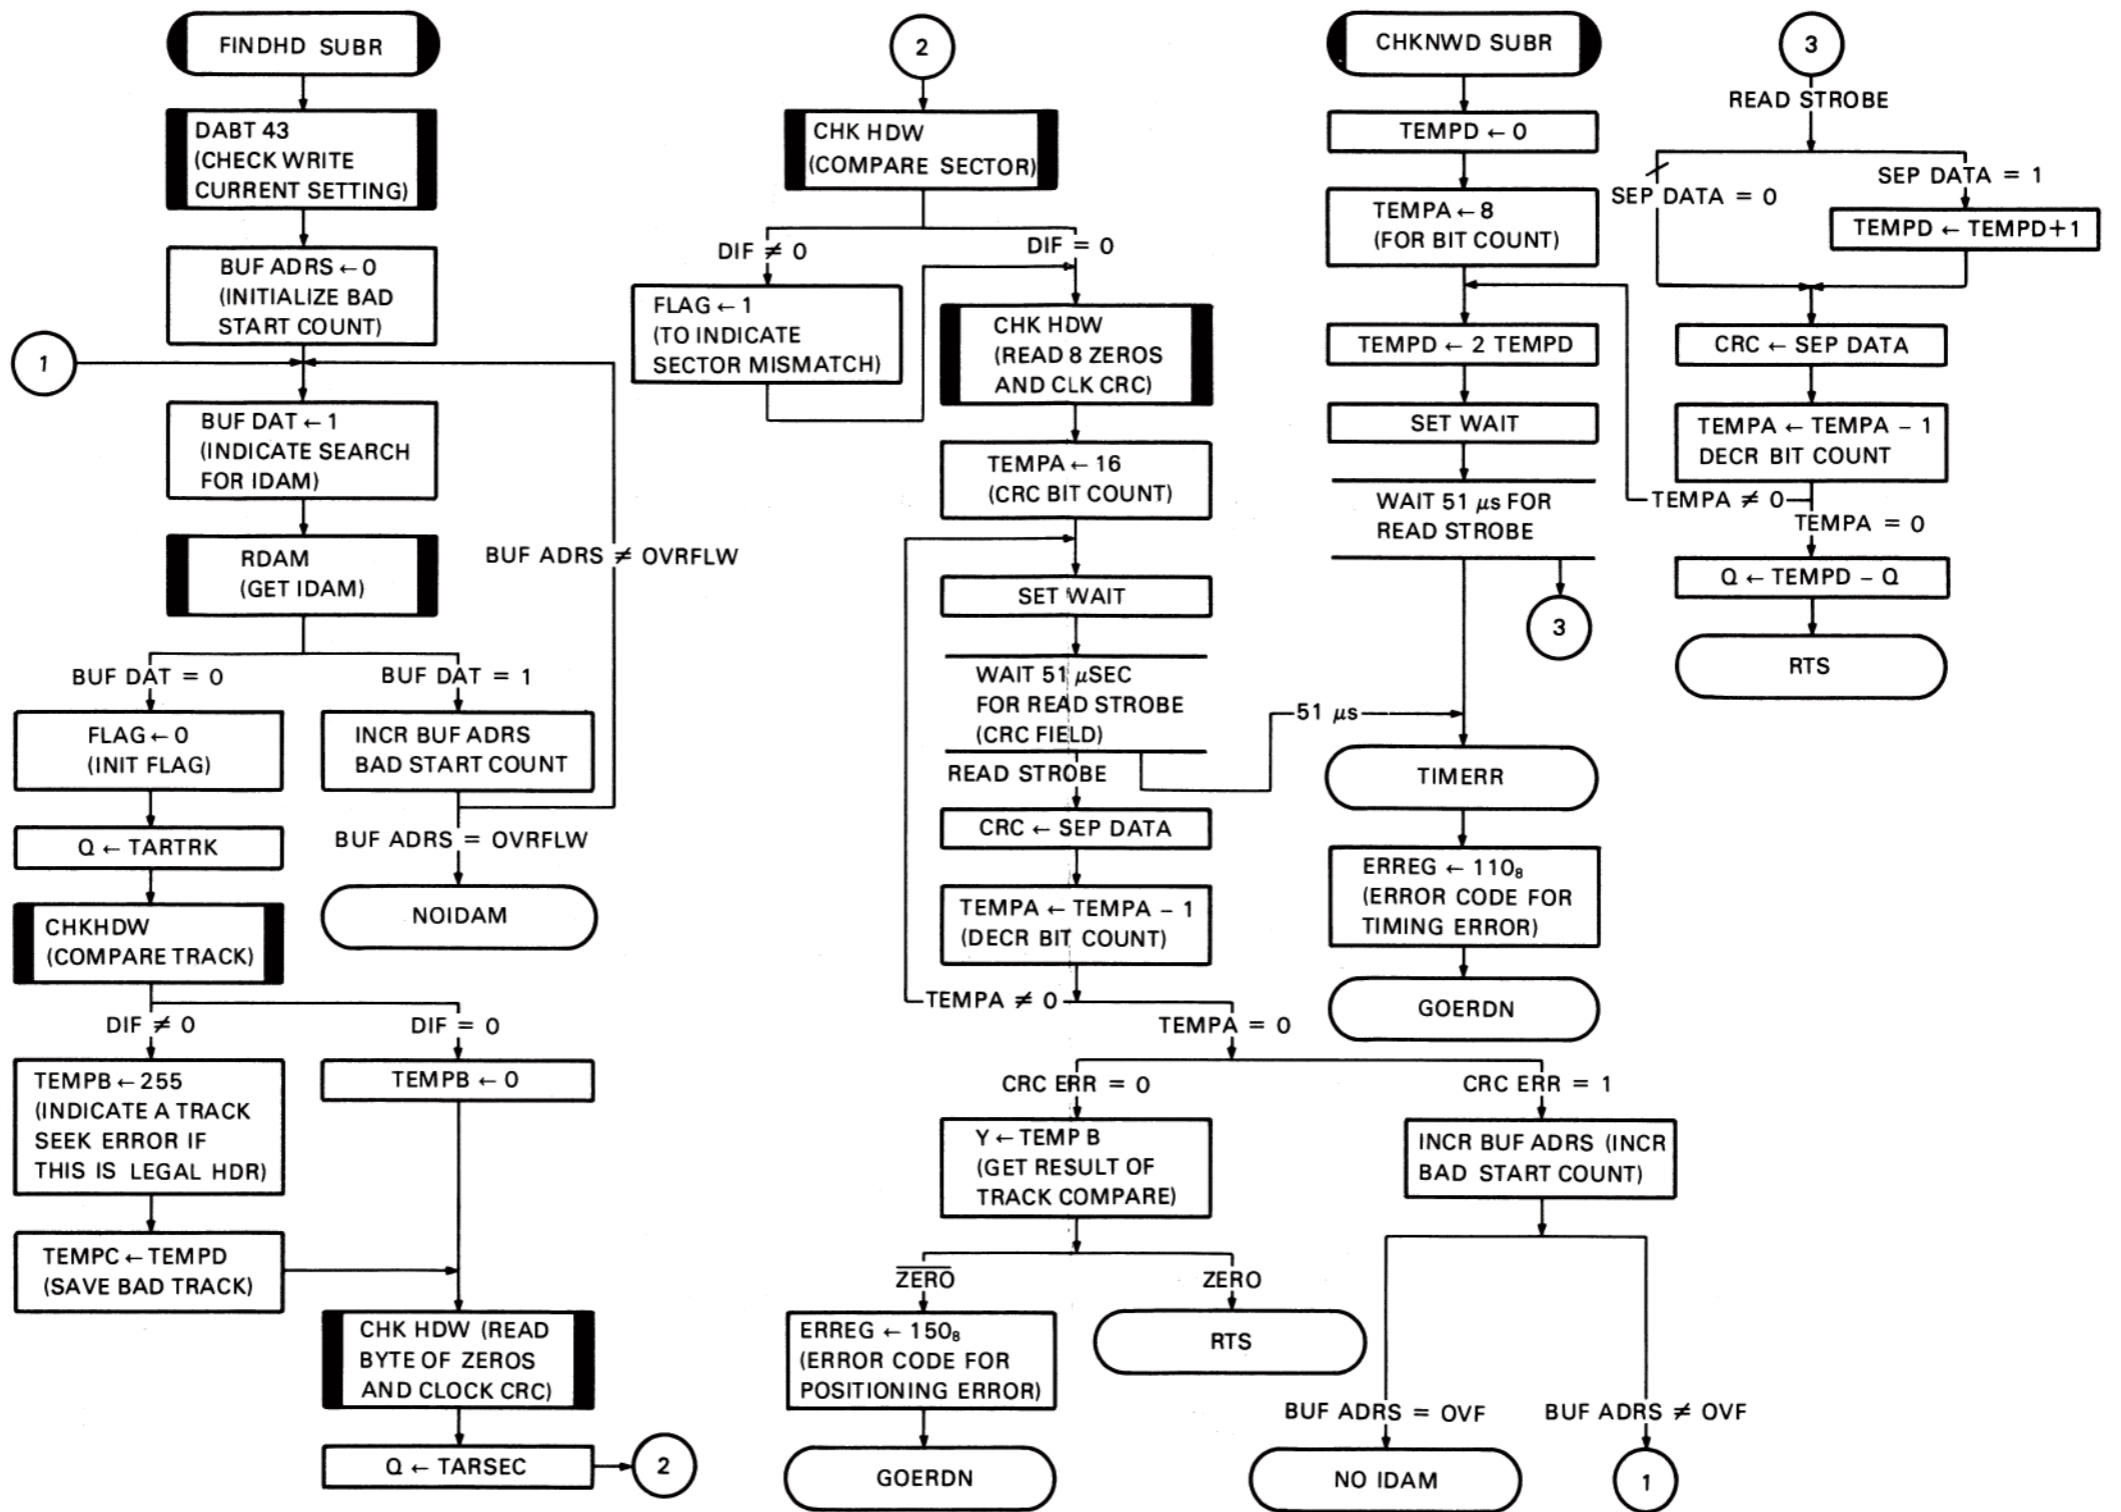 FINDHD SUBR
DABT 43
(CHECK WRITE
CURRENT SETTING)
BUF ADRS ← 0
(INITIALIZE BAD
START COUNT)
1
BUF DAT ← 1
(INDICATE SEARCH
FOR IDAM)
RDAM
(GET IDAM)
BUF ADRS ≠ OVRFLW
BUF DAT = 0
BUF DAT = 1
FLAG ← 0
(INIT FLAG)
INCR BUF ADRS
BAD START COUNT
Q ← TARTRK
BUF ADRS = OVRFLW
NOIDAM
CHKHDW
(COMPARE TRACK)
DIF ≠ 0
DIF = 0
TEMPB ← 255
(INDICATE A TRACK
SEEK ERROR IF
THIS IS LEGAL HDR)
TEMPB ← 0
TEMPC ← TEMPD
(SAVE BAD TRACK)
CHK HDW (READ
BYTE OF ZEROS
AND CLOCK CRC)
Q ← TARSEC
2
2
CHK HDW
(COMPARE SECTOR)
DIF ≠ 0
DIF = 0
FLAG ← 1
(TO INDICATE
SECTOR MISMATCH)
CHK HDW
(READ 8 ZEROS
AND CLK CRC)
TEMPA ← 16
(CRC BIT COUNT)
SET WAIT
WAIT 51 μSEC
FOR READ STROBE
(CRC FIELD)
READ STROBE
51 μs
CRC ← SEP DATA
TEMPA ← TEMPA – 1
(DECR BIT COUNT)
TEMPA ≠ 0
TEMPA = 0
CRC ERR = 0
CRC ERR = 1
Y ← TEMP B
(GET RESULT OF
TRACK COMPARE)
INCR BUF ADRS (INCR
BAD START COUNT)
Z̅E̅R̅O̅
ZERO
ERREG ← 150₈
(ERROR CODE FOR
POSITIONING ERROR)
RTS
GOERDN
BUF ADRS = OVF
BUF ADRS ≠ OVF
NO IDAM
1
CHKNWD SUBR
TEMPD ← 0
TEMPA ← 8
(FOR BIT COUNT)
TEMPD ← 2 TEMPD
SET WAIT
WAIT 51 μs FOR
READ STROBE
3
TIMERR
ERREG ← 110₈
(ERROR CODE FOR
TIMING ERROR)
GOERDN
3
READ STROBE
SEP DATA = 1
SEP DATA = 0
TEMPD ← TEMPD+1
CRC ← SEP DATA
TEMPA ← TEMPA – 1
DECR BIT COUNT
TEMPA ≠ 0
TEMPA = 0
Q ← TEMPD – Q
RTS